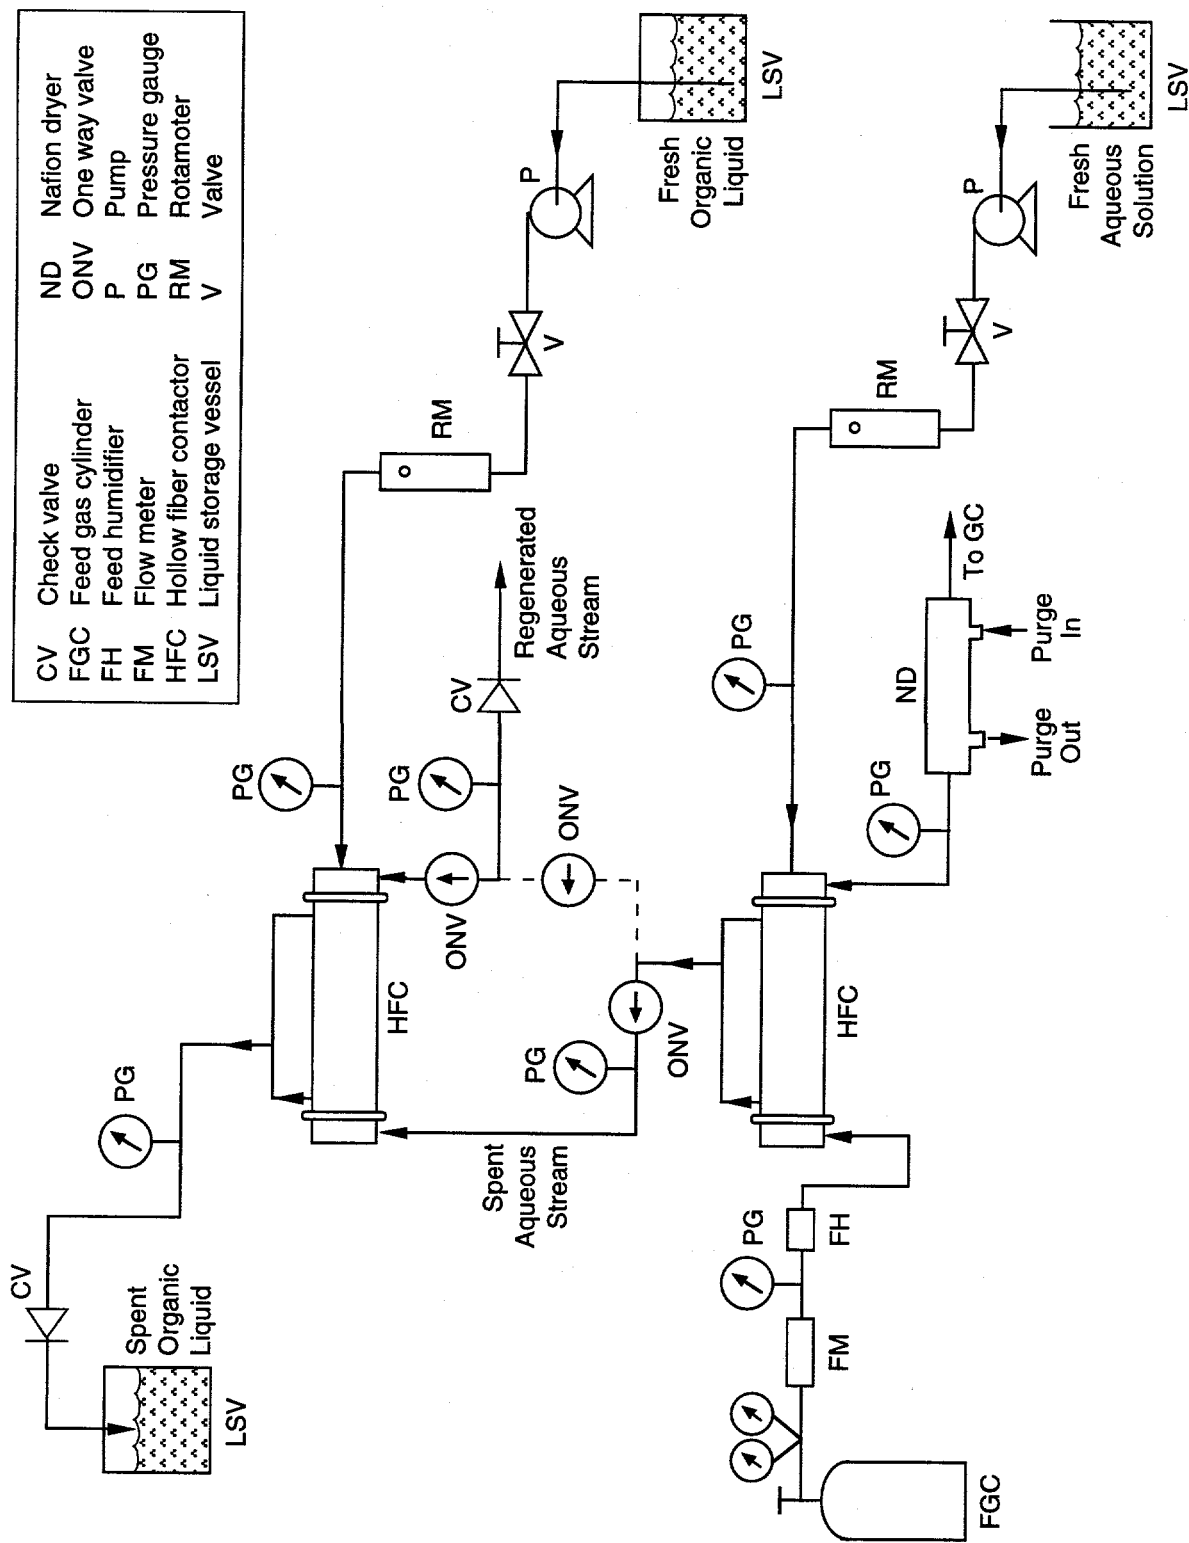 CV Check valve
FGC Feed gas cylinder
FH Feed humidifier
FM Flow meter
HFC Hollow fiber contactor
LSV Liquid storage vessel
ND Nafion dryer
ONV One way valve
P Pump
PG Pressure gauge
RM Rotamoter
V Valve
CV
Spent
Organic
Liquid
LSV
PG
HFC
PG
ONV
PG
CV
Regenerated
Aqueous
Stream
RM
V
P
Fresh
Organic
Liquid
LSV
Spent
Aqueous
Stream
PG
ONV
ONV
FGC
FM
PG
FH
HFC
PG
PG
ND
Purge
Out
Purge
In
To GC
RM
V
P
Fresh
Aqueous
Solution
LSV